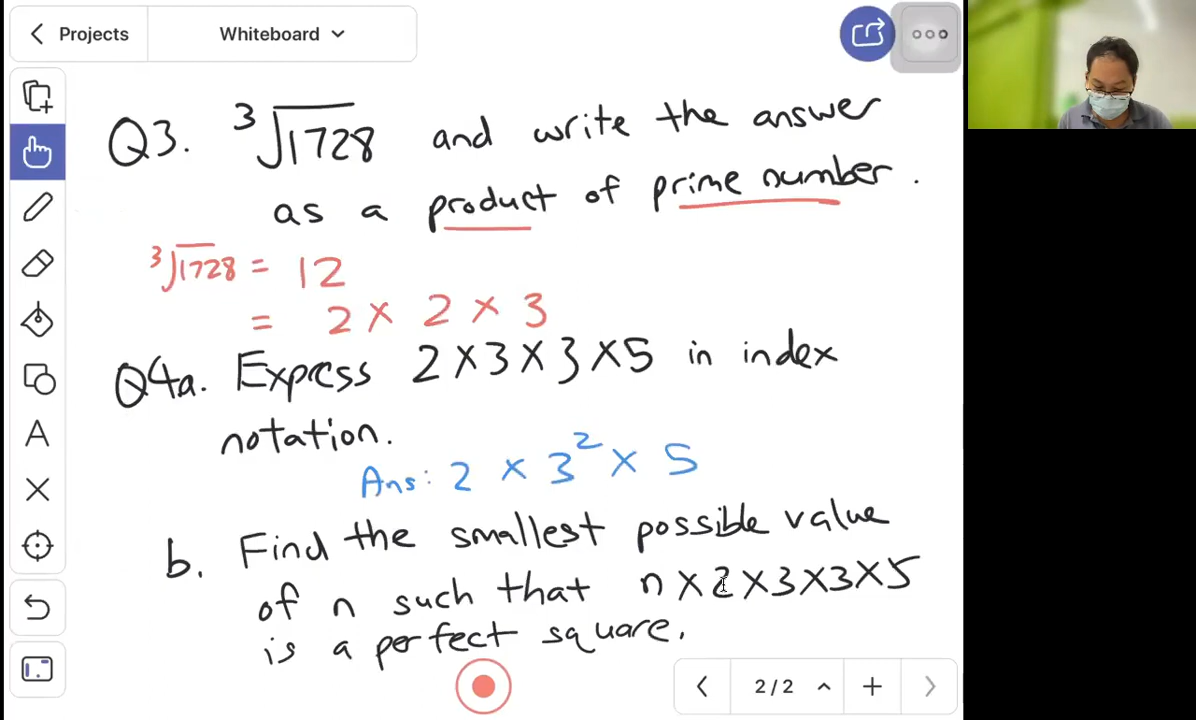 Projects
Whiteboard
Q3. ³√1728 and write the answer
as a product of prime number.
³√1728 = 12
= 2 × 2 × 3
Q4a. Express 2×3×3×5 in index
notation.
Ans: 2 × 3² × 5
b. Find the smallest possible value
of n such that n×2×3×3×5
is a perfect square.
A
2/2